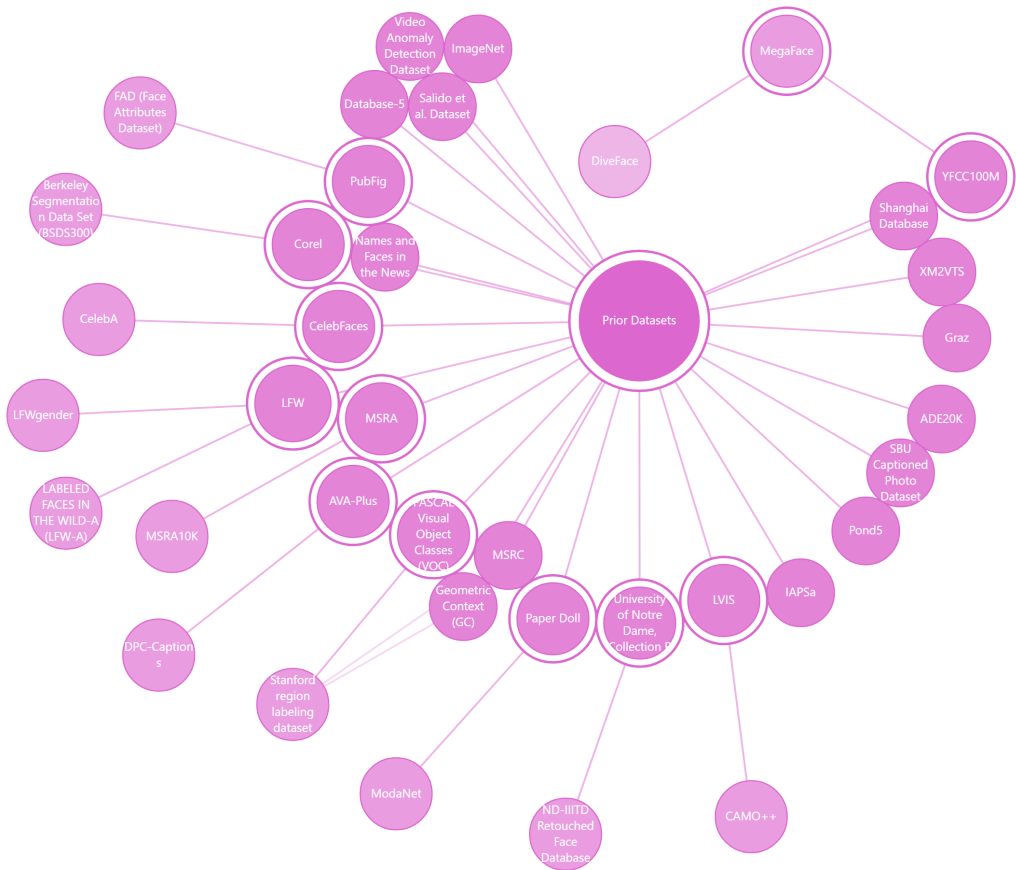 Video
Anomaly
Detection
Dataset
ImageNet
MegaFace
Database-5
Salido et
al. Dataset
FAD (Face
Attributes
Dataset)
DiveFace
PubFig
YFCC100M
Berkeley
Segmentatio
n Data Set
(BSDS300)
Shanghai
Database
Corel
Names and
Faces in
the News
XM2VTS
CelebA
CelebFaces
Prior Datasets
Graz
LFWgender
LFW
MSRA
ADE20K
SBU
Captioned
Photo
Dataset
LABELED
FACES IN
THE WILD-A
(LFW-A)
MSRA10K
AVA-Plus
PASCAL
Visual
Object
Classes
(VOC)
MSRC
Pond5
Geometric
Context
(GC)
Paper Doll
University
of Notre
Dame,
Collection
LVIS
IAPSa
DPC-Caption
s
Stanford
region
labeling
dataset
ModaNet
ND-IIITD
Retouched
Face
Database
CAMO++